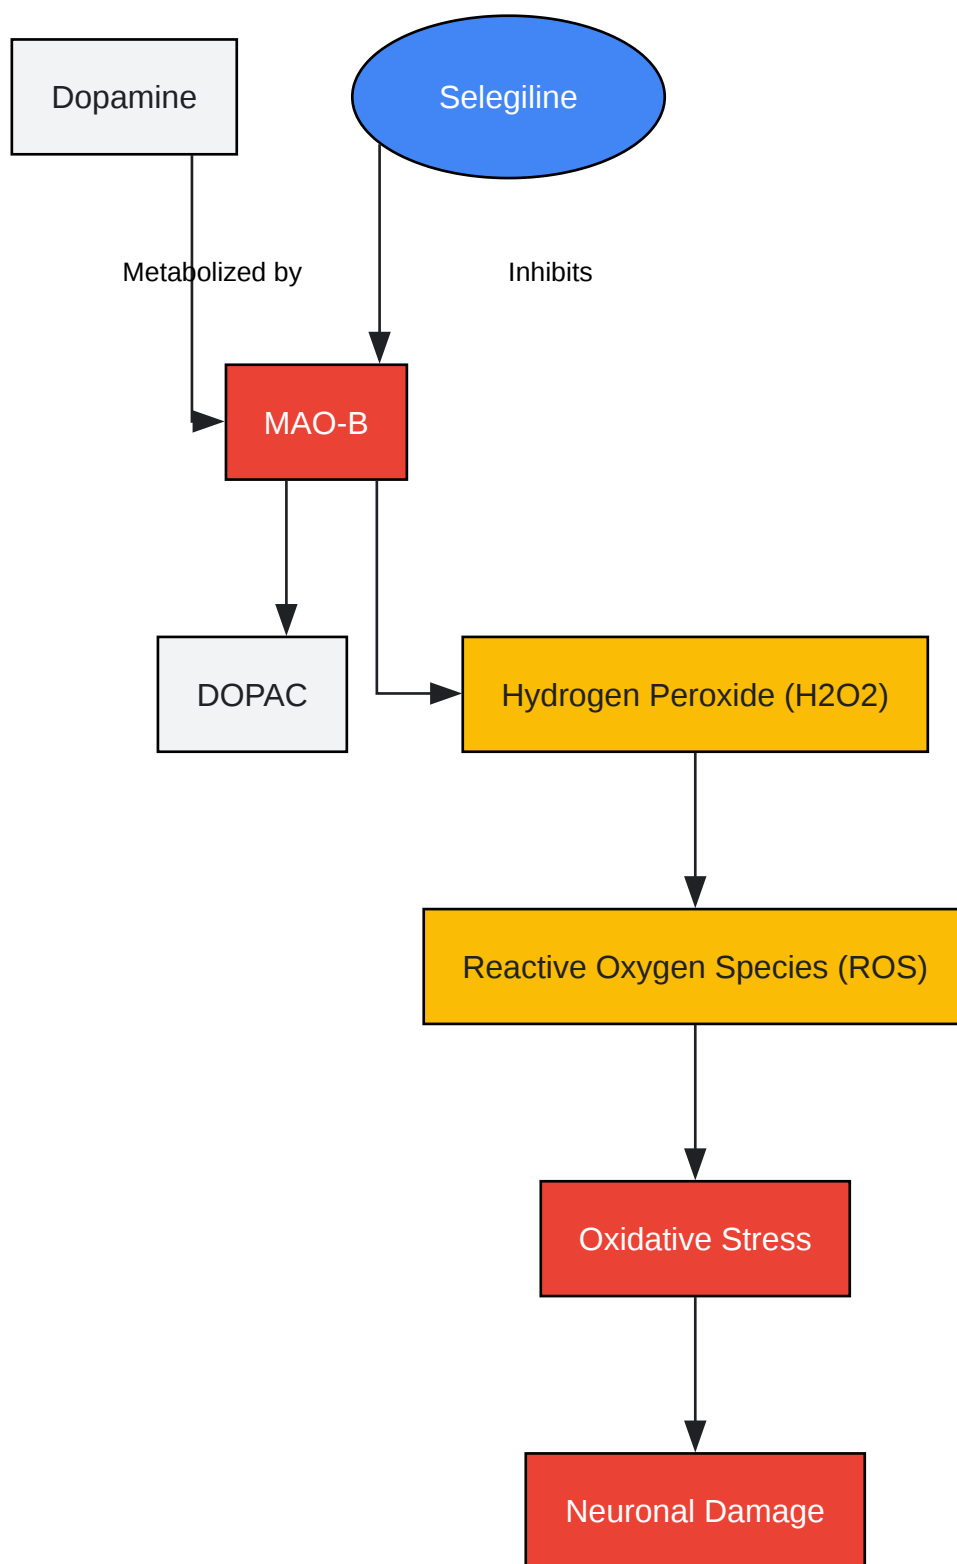 Dopamine
Selegiline
Metabolized by
Inhibits
MAO-B
DOPAC
Hydrogen Peroxide (H2O2)
Reactive Oxygen Species (ROS)
Oxidative Stress
Neuronal Damage